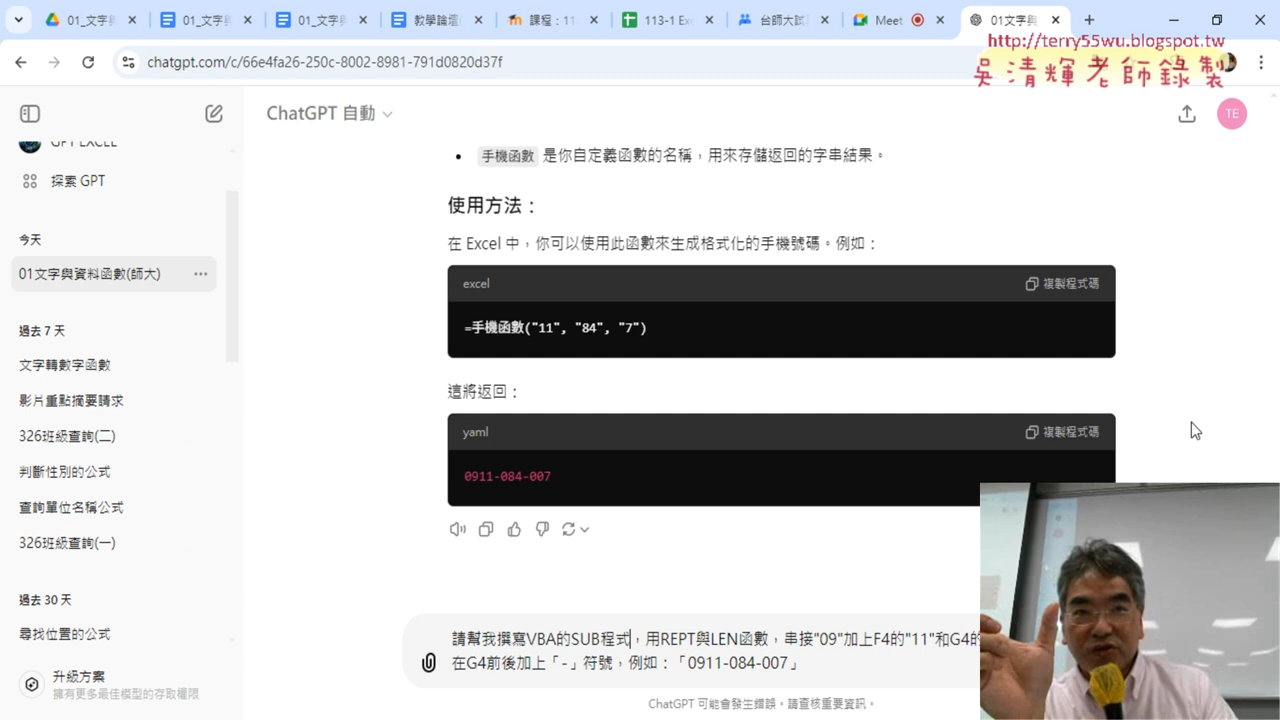 01_文字與
01_文字與
01_文字與
教學論壇
課程：11
113-1 Ex
台師大試
Meet
01文字與
http://terry55wu.blogspot.tw
吳清輝老師錄製
chatgpt.com/c/66e4fa26-250c-8002-8981-791d0820d37f
ChatGPT 自動
TE
GPT EXCEL
探索 GPT
今天
01文字與資料函數(師大)
過去 7 天
文字轉數字函數
影片重點摘要請求
326班級查詢(二)
判斷性別的公式
查詢單位名稱公式
326班級查詢(一)
過去 30 天
尋找位置的公式
升級方案
擁有更多最佳模型的存取權限
• 手機函數 是你自定義函數的名稱，用來存儲返回的字串結果。
使用方法：
在 Excel 中，你可以使用此函數來生成格式化的手機號碼。例如：
excel
複製程式碼
=手機函數("11", "84", "7")
這將返回：
yaml
複製程式碼
0911-084-007
請幫我撰寫VBA的SUB程式，用REPT與LEN函數，串接"09"加上F4的"11"和G4的
在G4前後加上「-」符號，例如：「0911-084-007」
ChatGPT 可能會發生錯誤。請查核重要資訊。